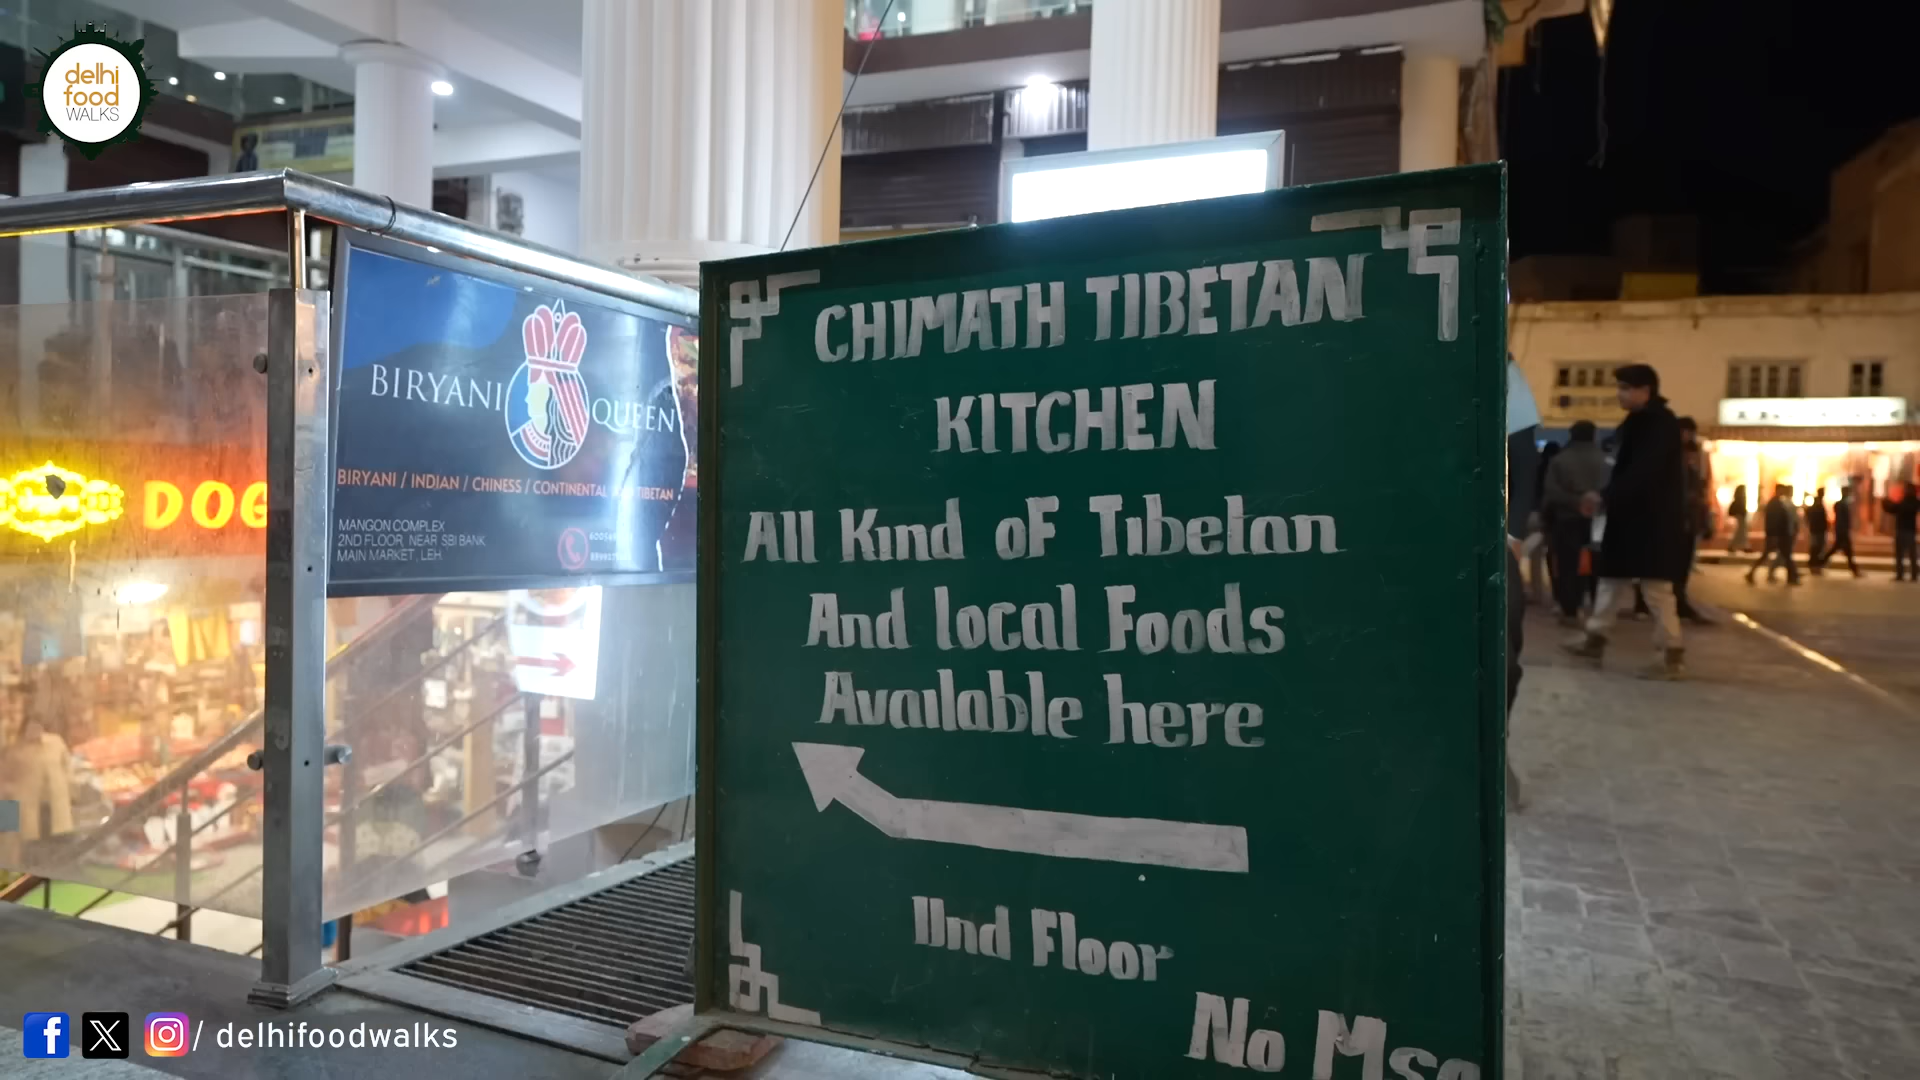 delhi
food
WALKS
BIRYANI QUEEN
BIRYANI / INDIAN / CHINESS / CONTINENTAL TIBETAN
MANGON COMPLEX
2ND FLOOR, NEAR SBI BANK
MAIN MARKET, LEH.
DOG
CHIMATH TIBETAN
KITCHEN
All Kind oF Tibetan
And local Foods
Available here
IInd Floor
No Msg
/ delhifoodwalks